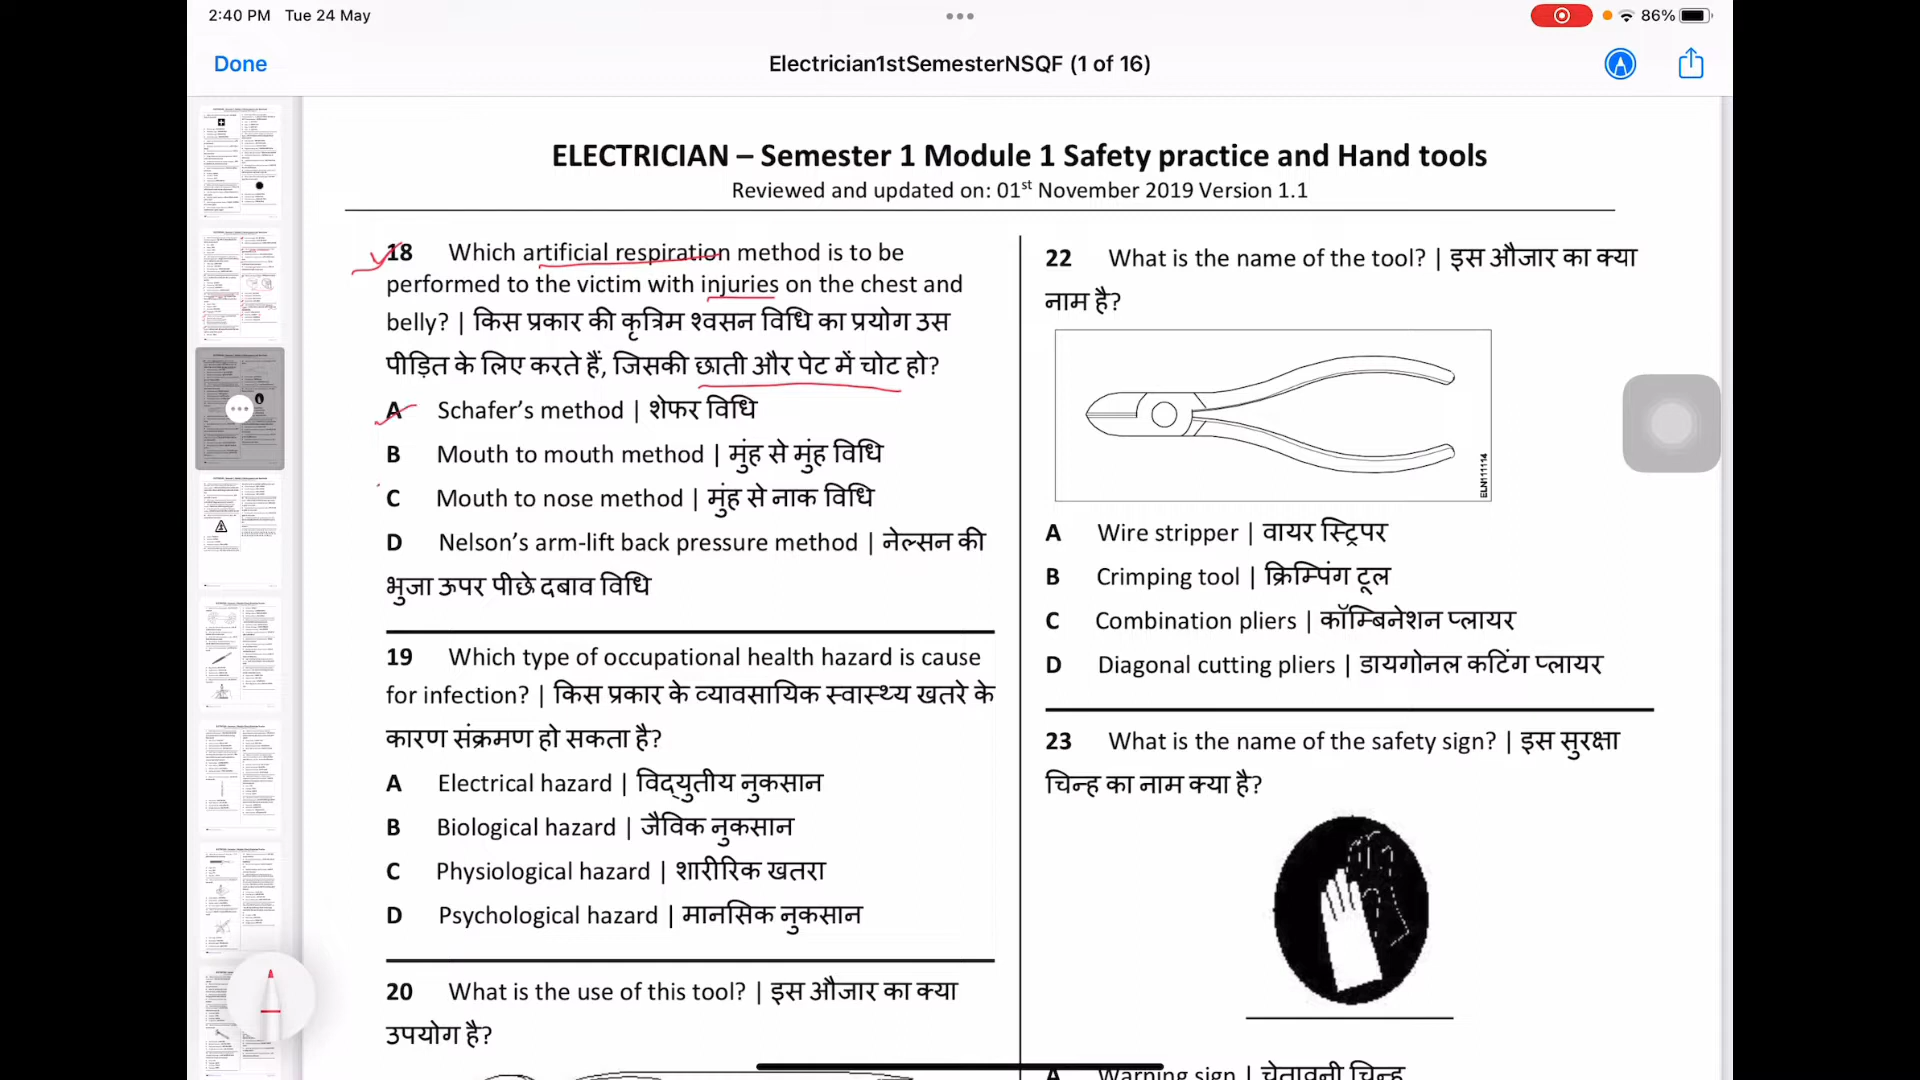 2:40 PM Tue 24 May
86%
Done
Electrician1stSemesterNSQF (1 of 16)
ELECTRICIAN – Semester 1 Module 1 Safety practice and Hand tools
Reviewed and updated on: 01st November 2019 Version 1.1
18 Which artificial respiration method is to be
performed to the victim with injuries on the chest and
belly? | किस प्रकार की कृत्रिम श्वसन विधि का प्रयोग उस
पीड़ित के लिए करते हैं, जिसकी छाती और पेट में चोट हो?
A Schafer’s method | शेफर विधि
B Mouth to mouth method | मुंह से मुंह विधि
C Mouth to nose method | मुंह से नाक विधि
D Nelson’s arm-lift back pressure method | नेल्सन की
भुजा ऊपर पीछे दबाव विधि
19 Which type of occupational health hazard is cause
for infection? | किस प्रकार के व्यावसायिक स्वास्थ्य खतरे के
कारण संक्रमण हो सकता है?
A Electrical hazard | विद्युतीय नुकसान
B Biological hazard | जैविक नुकसान
C Physiological hazard | शारीरिक खतरा
D Psychological hazard | मानसिक नुकसान
20 What is the use of this tool? | इस औजार का क्या
उपयोग है?
22 What is the name of the tool? | इस औजार का क्या
नाम है?
ELN11114
A Wire stripper | वायर स्ट्रिपर
B Crimping tool | क्रिम्पिंग टूल
C Combination pliers | कॉम्बिनेशन प्लायर
D Diagonal cutting pliers | डायगोनल कटिंग प्लायर
23 What is the name of the safety sign? | इस सुरक्षा
चिन्ह का नाम क्या है?
A Warning sign | चेतावनी चिन्ह